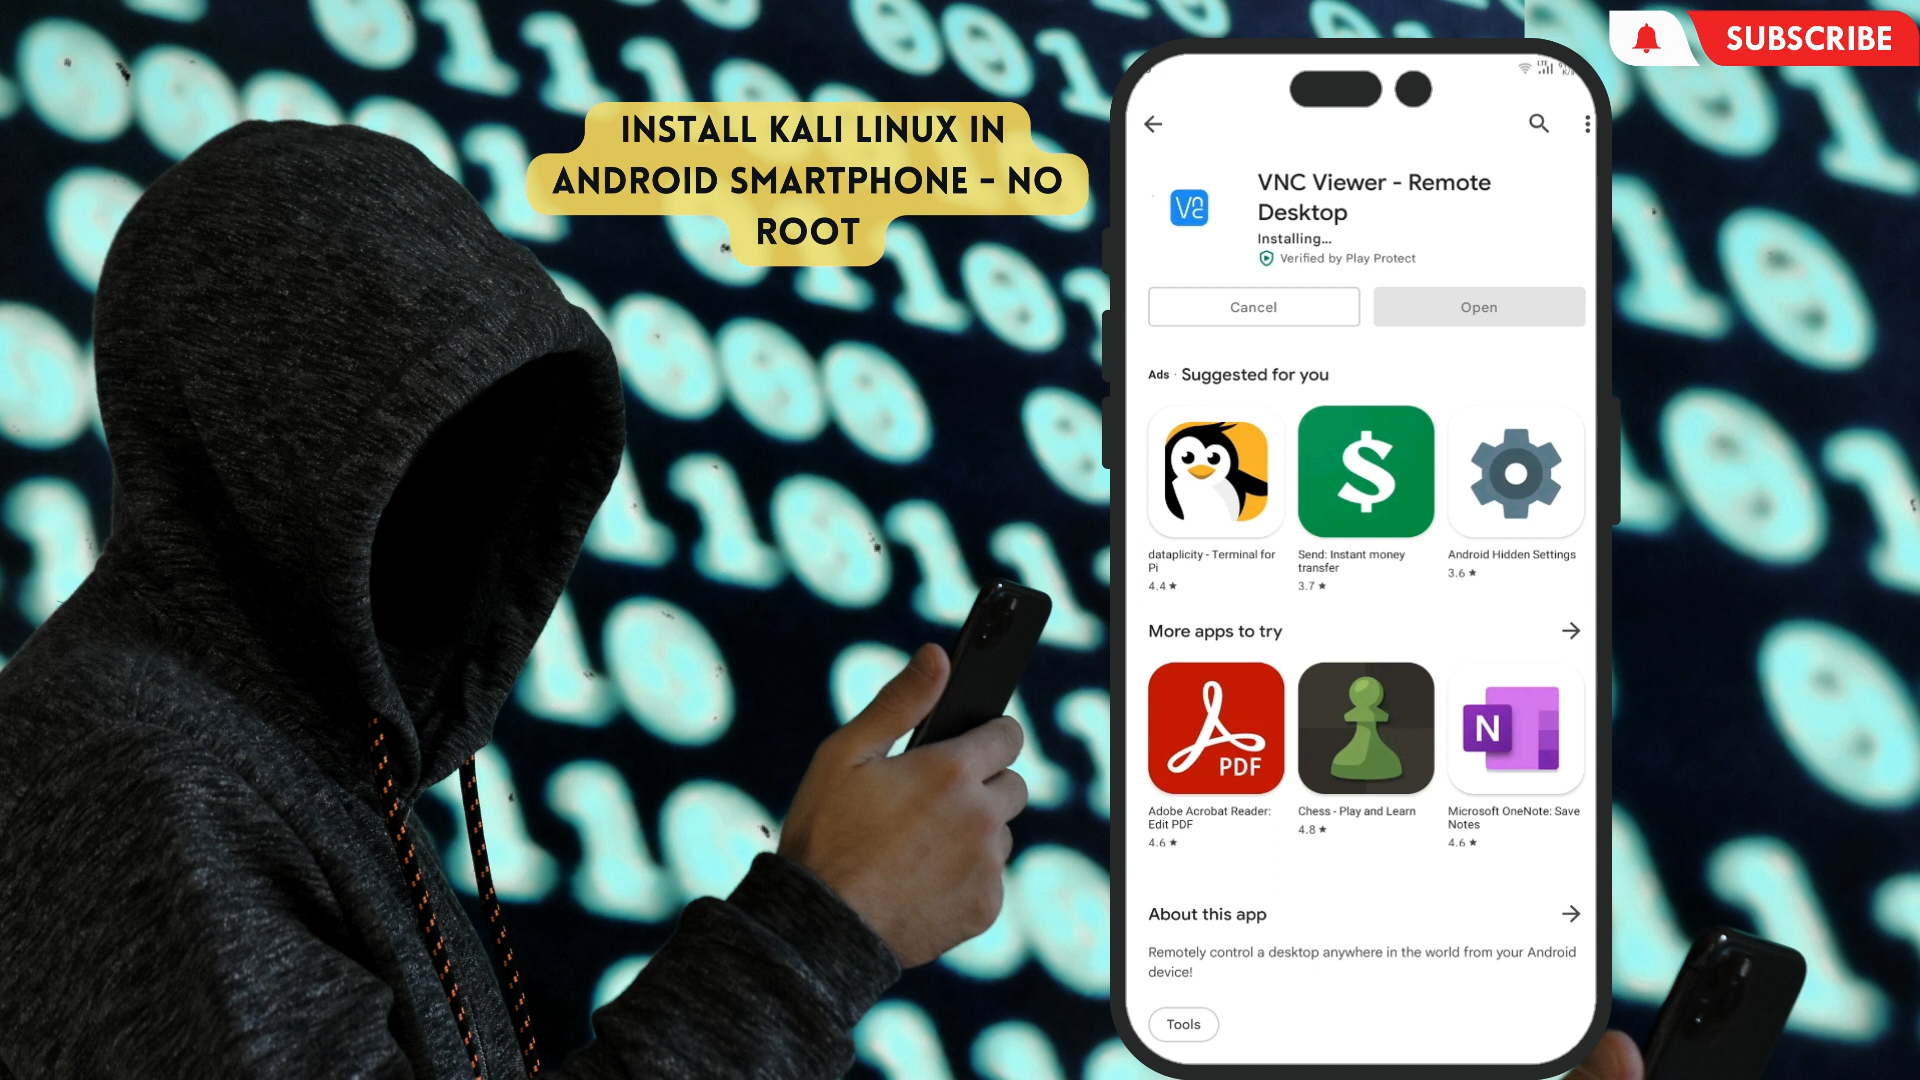 SUBSCRIBE
INSTALL KALI LINUX IN
ANDROID SMARTPHONE - NO
ROOT
LTE
VNC Viewer - Remote
Desktop
Installing...
Verified by Play Protect
Cancel
Open
Ads · Suggested for you
dataplicity - Terminal for
Pi
4.4 ★
Send: Instant money
transfer
3.7 ★
Android Hidden Settings
3.6 ★
More apps to try
PDF
N
Adobe Acrobat Reader:
Edit PDF
4.6 ★
Chess - Play and Learn
4.8 ★
Microsoft OneNote: Save
Notes
4.6 ★
About this app
Remotely control a desktop anywhere in the world from your Android
device!
Tools